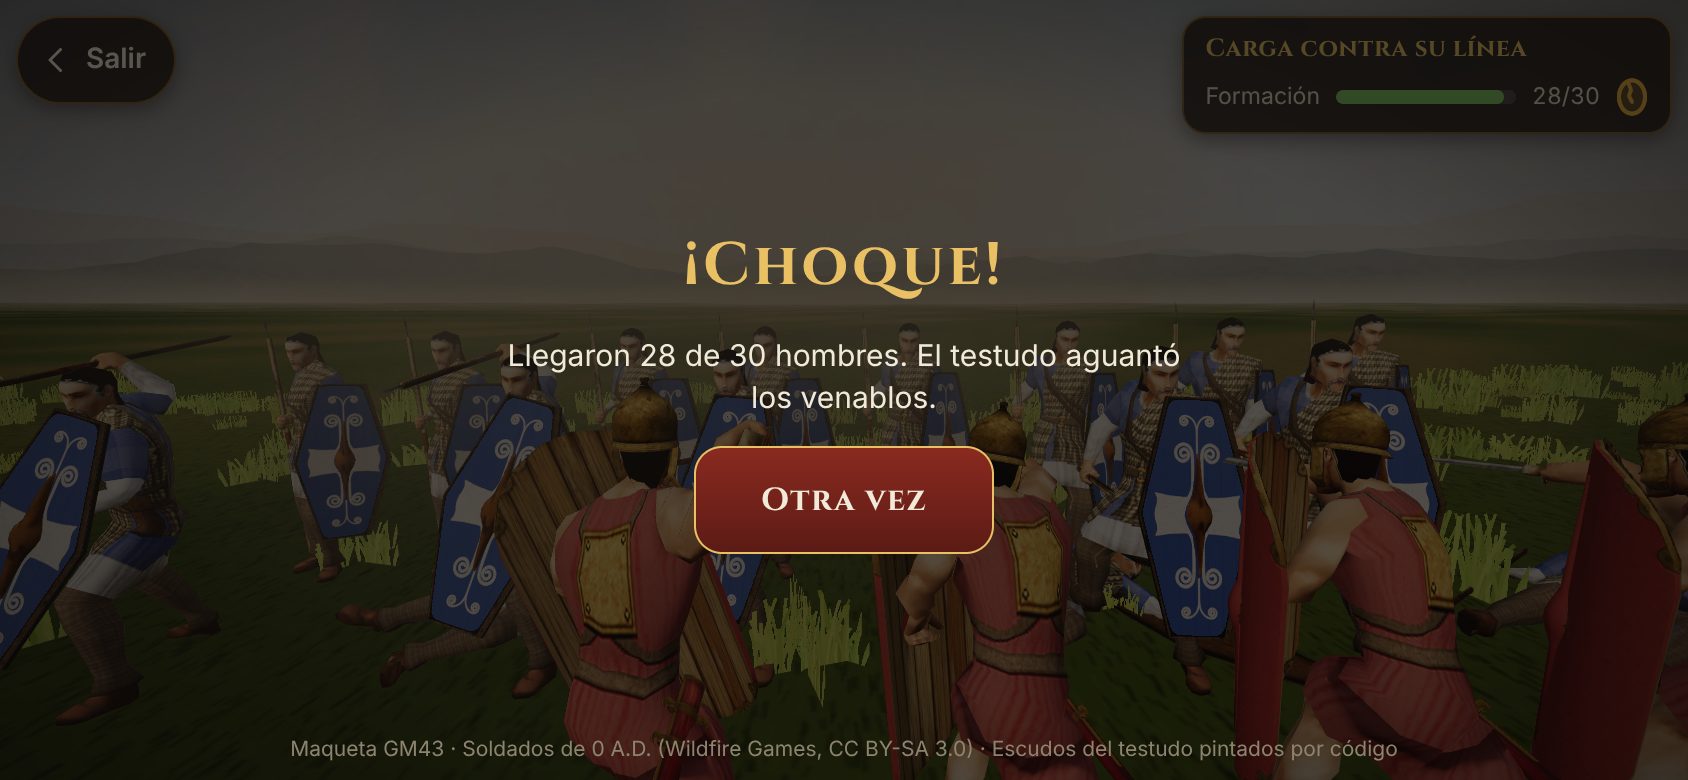 Salir
Carga contra su línea
Formación 28/30
¡Choque!
Llegaron 28 de 30 hombres. El testudo aguantó
los venablos.
Otra vez
Maqueta GM43 · Soldados de 0 A.D. (Wildfire Games, CC BY-SA 3.0) · Escudos del testudo pintados por código